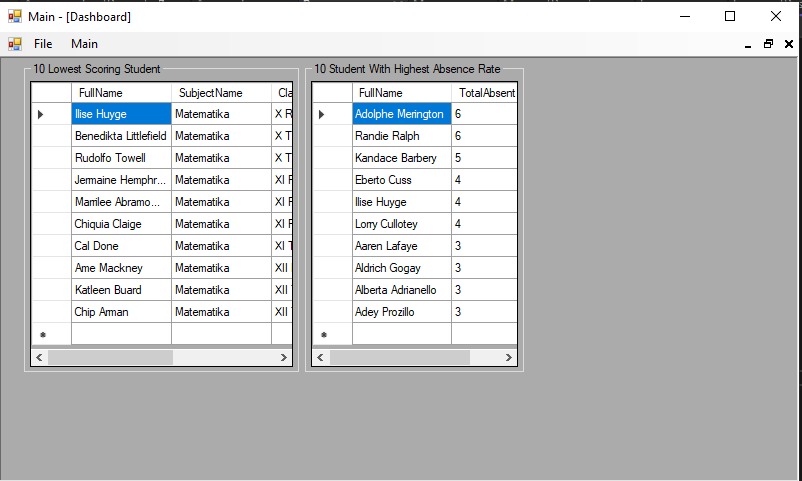 Main - [Dashboard]
File Main
10 Lowest Scoring Student
FullName SubjectName Cla
Ilise Huyge Matematika X R
Benedikta Littlefield Matematika X T
Rudolfo Towell Matematika X T
Jermaine Hemphr... Matematika XI F
Marrilee Abramo... Matematika XI F
Chiquia Claige Matematika XI F
Cal Done Matematika XI T
Ame Mackney Matematika XII
Katleen Buard Matematika XII
Chip Arman Matematika XII
10 Student With Highest Absence Rate
FullName TotalAbsent
Adolphe Merington 6
Randie Ralph 6
Kandace Barbery 5
Eberto Cuss 4
Ilise Huyge 4
Lorry Cullotey 4
Aaren Lafaye 3
Aldrich Gogay 3
Alberta Adrianello 3
Adey Prozillo 3